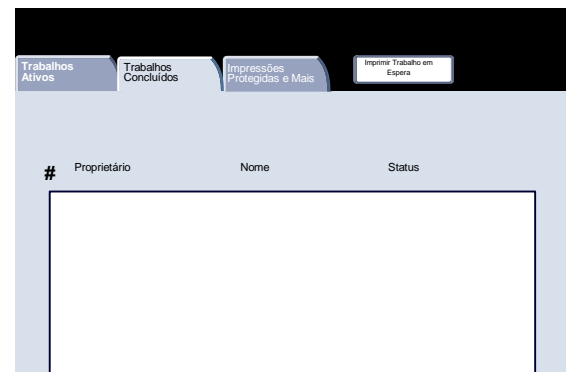 Trabalhos
Ativos
Trabalhos
Concluídos
Impressões
Protegidas e Mais
Imprimir Trabalho em
Espera
# Proprietário Nome Status